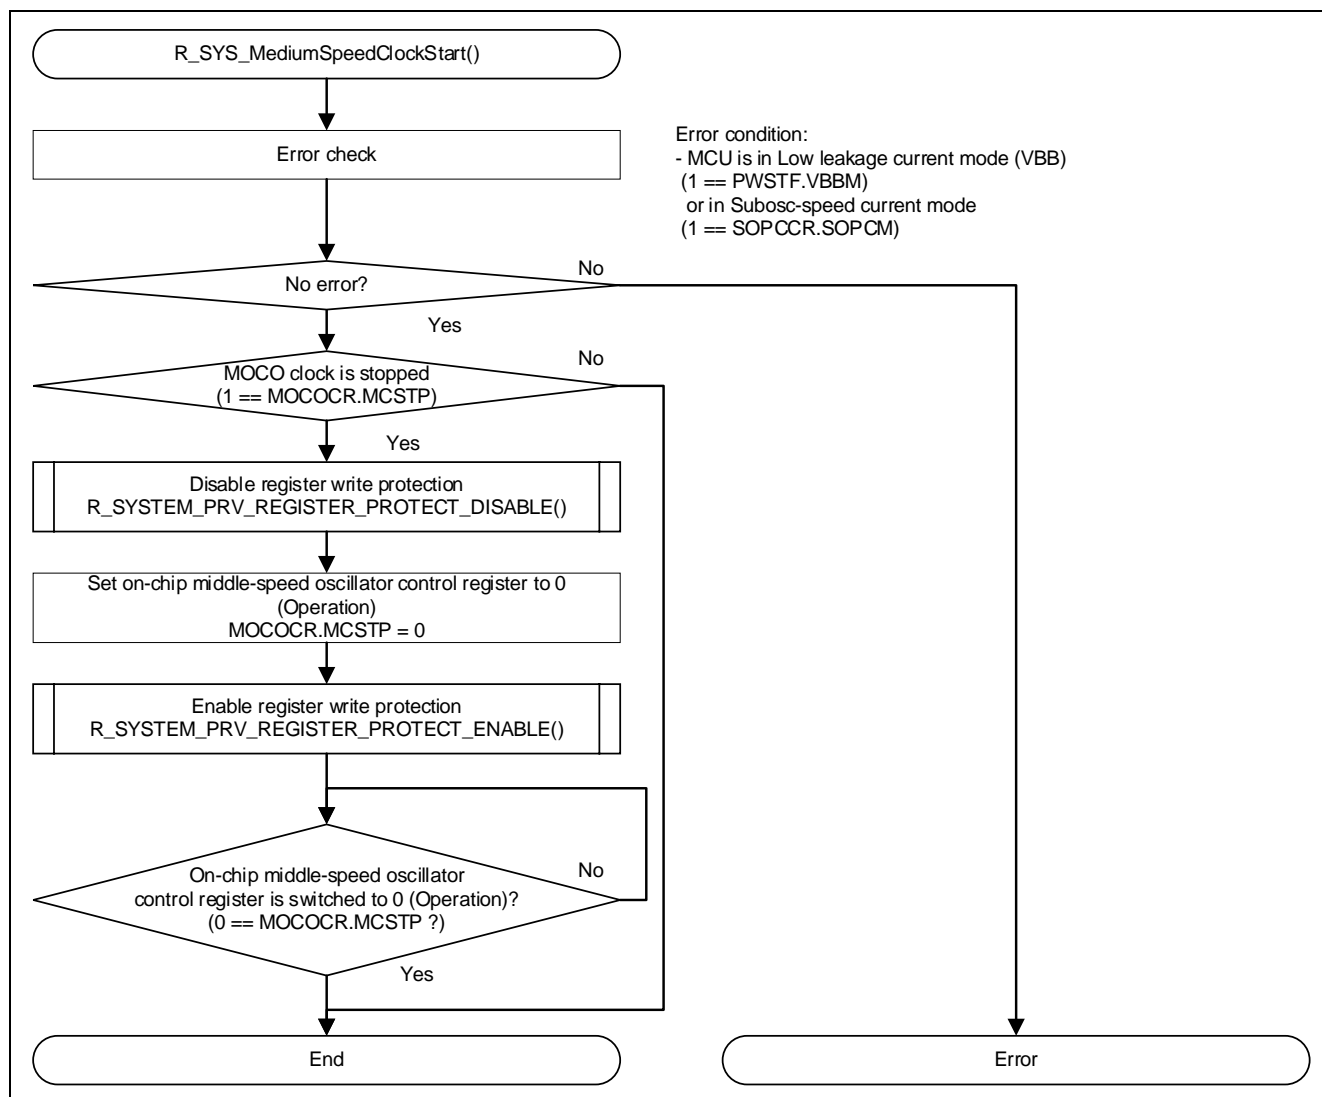 R_SYS_MediumSpeedClockStart()
Error check
Error condition:
- MCU is in Low leakage current mode (VBB)
(1 == PWSTF.VBBM)
or in Subosc-speed current mode
(1 == SOPCCR.SOPCM)
No error?
No
Yes
MOCO clock is stopped
(1 == MOCOCR.MCSTP)
No
Yes
Disable register write protection
R_SYSTEM_PRV_REGISTER_PROTECT_DISABLE()
Set on-chip middle-speed oscillator control register to 0
(Operation)
MOCOCR.MCSTP = 0
Enable register write protection
R_SYSTEM_PRV_REGISTER_PROTECT_ENABLE()
On-chip middle-speed oscillator
control register is switched to 0 (Operation)?
(0 == MOCOCR.MCSTP ?)
No
Yes
End
Error